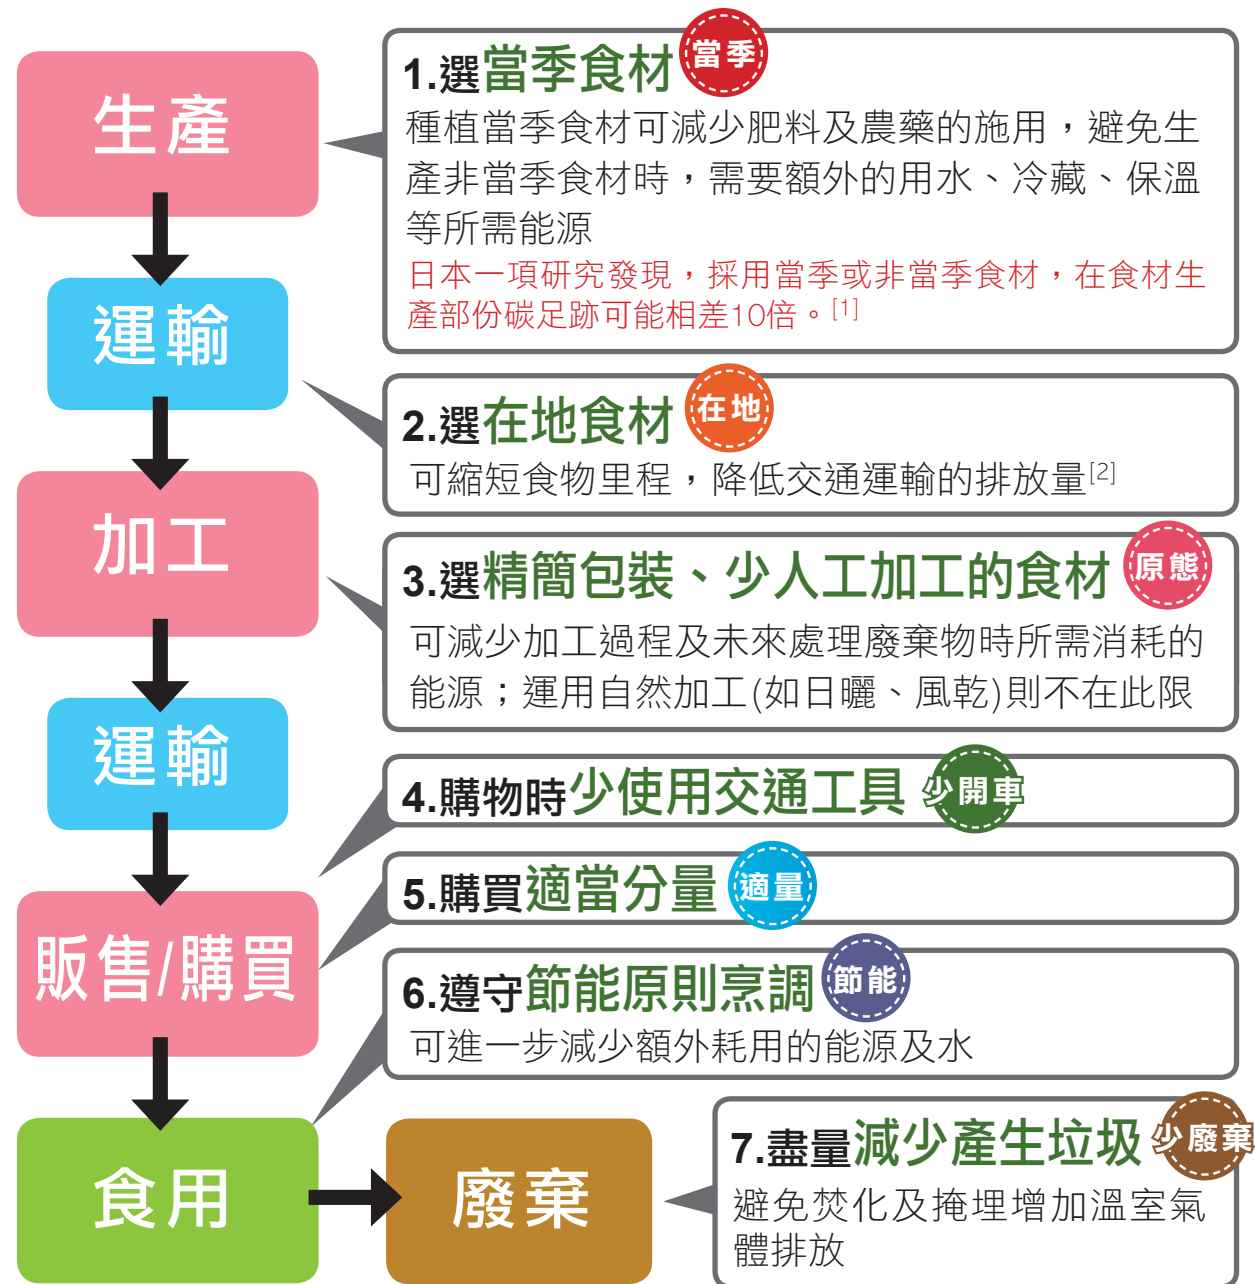 生產
1.選當季食材 當季
種植當季食材可減少肥料及農藥的施用，避免生
產非當季食材時，需要額外的用水、冷藏、保溫
等所需能源
日本一項研究發現，採用當季或非當季食材，在食材生
產部份碳足跡可能相差10倍。[1]
運輸
2.選在地食材 在地
可縮短食物里程，降低交通運輸的排放量[2]
加工
3.選精簡包裝、少人工加工的食材 原態
可減少加工過程及未來處理廢棄物時所需消耗的
能源；運用自然加工(如日曬、風乾)則不在此限
運輸
4.購物時少使用交通工具 少開車
5.購買適當分量 適量
販售/購買
6.遵守節能原則烹調 節能
可進一步減少額外耗用的能源及水
食用
廢棄
7.盡量減少產生垃圾 少廢棄
避免焚化及掩埋增加溫室氣
體排放